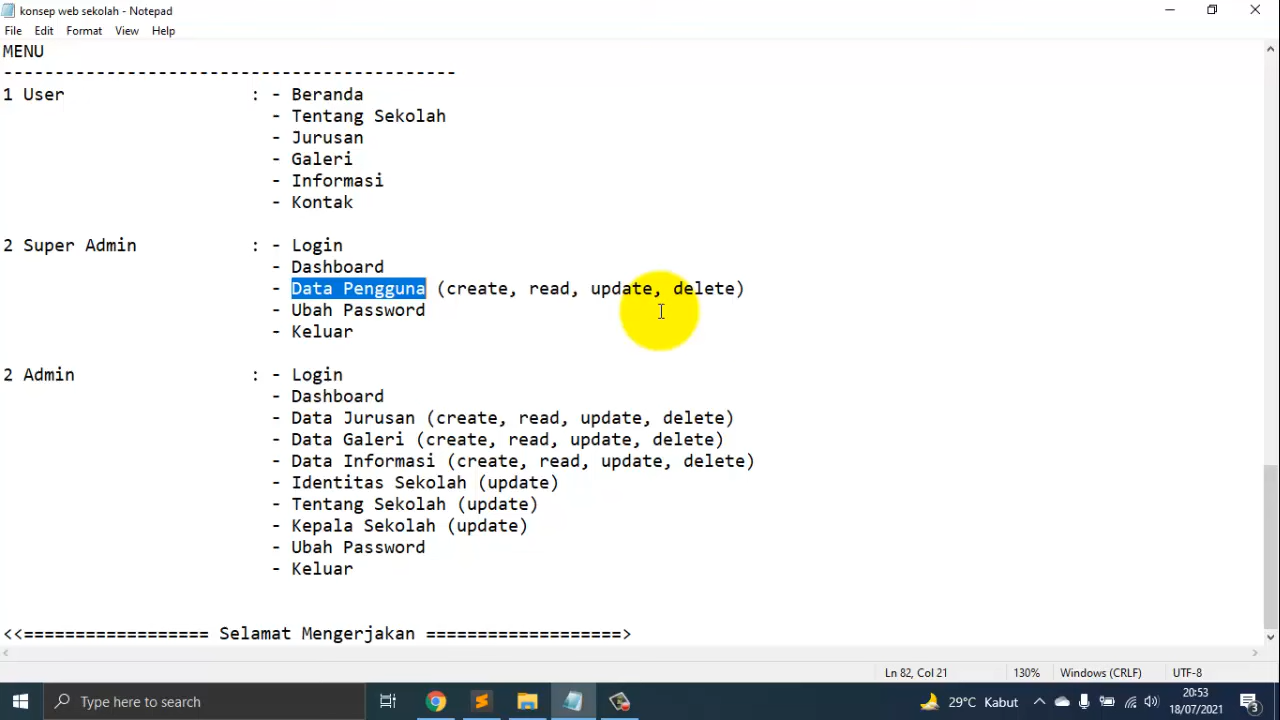 konsep web sekolah - Notepad
File Edit Format View Help
MENU
--------------------------------------------
1 User : - Beranda
- Tentang Sekolah
- Jurusan
- Galeri
- Informasi
- Kontak
2 Super Admin : - Login
- Dashboard
- Data Pengguna (create, read, update, delete)
- Ubah Password
- Keluar
2 Admin : - Login
- Dashboard
- Data Jurusan (create, read, update, delete)
- Data Galeri (create, read, update, delete)
- Data Informasi (create, read, update, delete)
- Identitas Sekolah (update)
- Tentang Sekolah (update)
- Kepala Sekolah (update)
- Ubah Password
- Keluar
<<================== Selamat Mengerjakan ===================>
Ln 82, Col 21 130% Windows (CRLF) UTF-8
Type here to search 29°C Kabut 20:53
18/07/2021 3